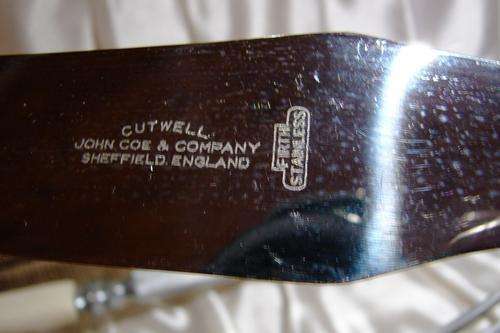 CUTWELL.
JOHN COE & COMPANY
SHEFFIELD. ENGLAND
FIRTH
STAINLESS